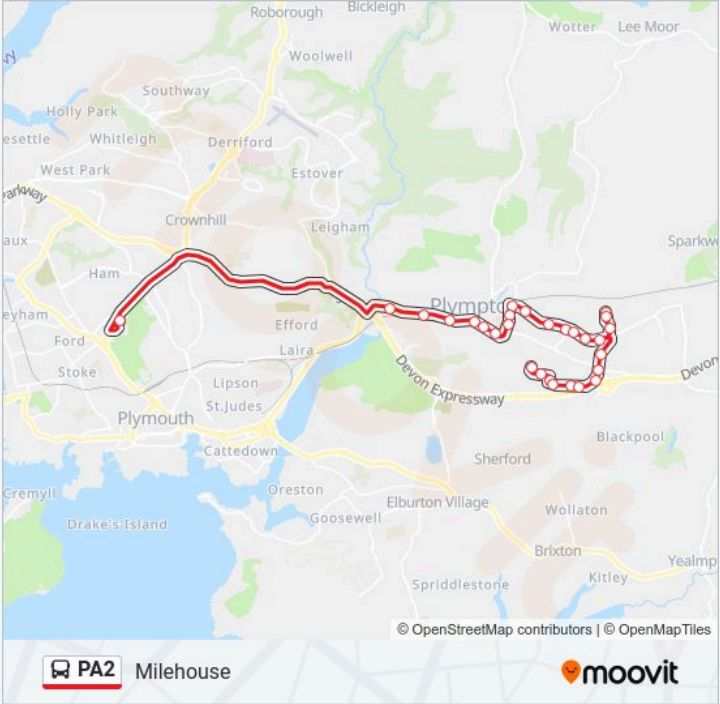 Bickleigh
Roborough
Wotter
Lee Moor
Woolwell
Southway
Holly Park
esettle
Whitleigh
Derriford
West Park
Estover
arkway
Crownhill
Leigham
aux
Sparkw
Ham
Plympto
eyham
Efford
Ford
Laira
Stoke
Devon Expressway
Devon
Lipson
St.Judes
Plymouth
Blackpool
Cattedown
Sherford
Cremyll
Oreston
Elburton Village
Drake's Island
Goosewell
Wollaton
Brixton
Yealmp
Kitley
Spriddlestone
© OpenStreetMap contributors | © OpenMapTiles
PA2 Milehouse
moovit